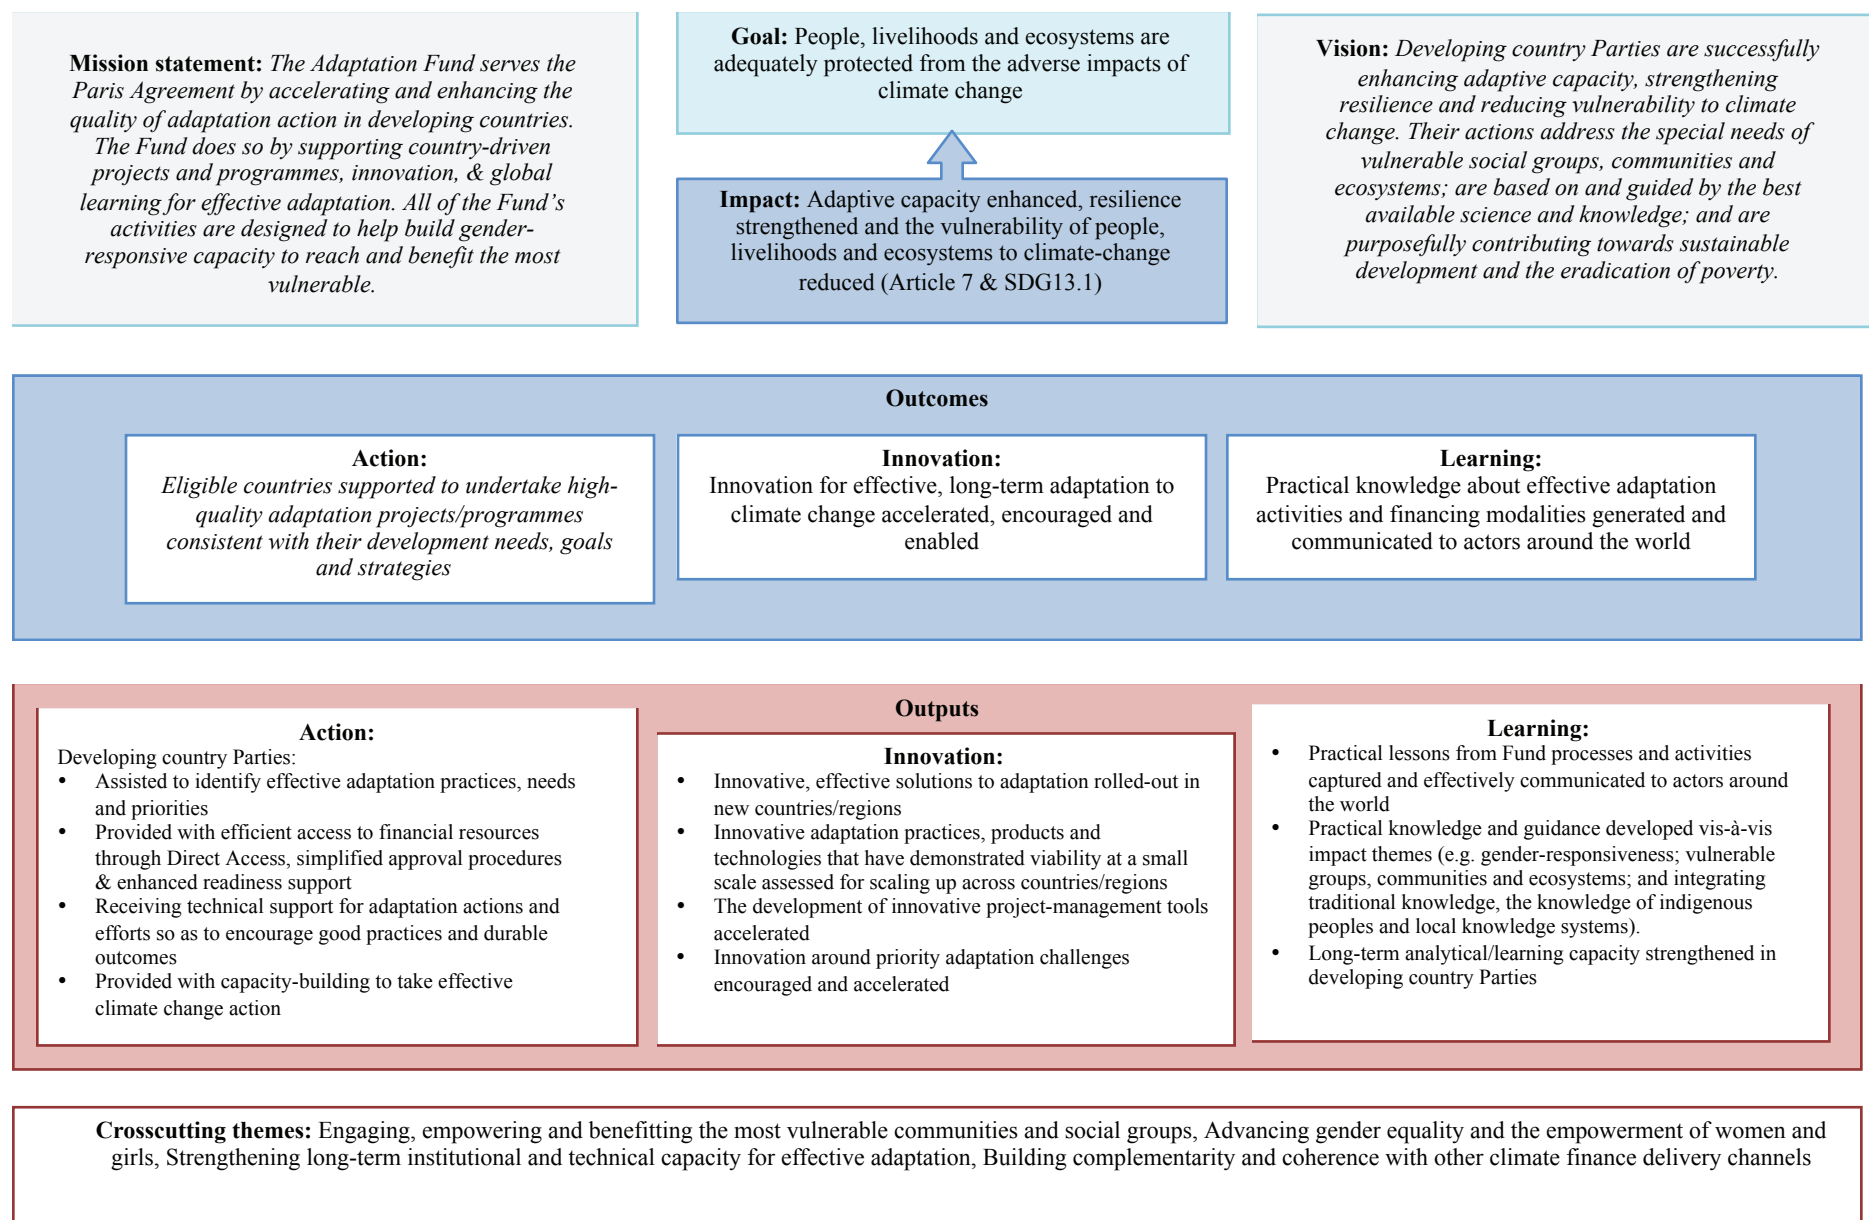 Mission statement: The Adaptation Fund serves the
Paris Agreement by accelerating and enhancing the
quality of adaptation action in developing countries.
The Fund does so by supporting country-driven
projects and programmes, innovation, & global
learning for effective adaptation. All of the Fund's
activities are designed to help build gender-
responsive capacity to reach and benefit the most
vulnerable.
Goal: People, livelihoods and ecosystems are
adequately protected from the adverse impacts of
climate change
Impact: Adaptive capacity enhanced, resilience
strengthened and the vulnerability of people,
livelihoods and ecosystems to climate-change
reduced (Article 7 & SDG13.1)
Vision: Developing country Parties are successfully
enhancing adaptive capacity, strengthening
resilience and reducing vulnerability to climate
change. Their actions address the special needs of
vulnerable social groups, communities and
ecosystems; are based on and guided by the best
available science and knowledge; and are
purposefully contributing towards sustainable
development and the eradication of poverty.
Outcomes
Action:
Eligible countries supported to undertake high-
quality adaptation projects/programmes
consistent with their development needs, goals
and strategies
Innovation:
Innovation for effective, long-term adaptation to
climate change accelerated, encouraged and
enabled
Learning:
Practical knowledge about effective adaptation
activities and financing modalities generated and
communicated to actors around the world
Outputs
Action:
Developing country Parties:
• Assisted to identify effective adaptation practices, needs
and priorities
• Provided with efficient access to financial resources
through Direct Access, simplified approval procedures
& enhanced readiness support
• Receiving technical support for adaptation actions and
efforts so as to encourage good practices and durable
outcomes
• Provided with capacity-building to take effective
climate change action
Innovation:
• Innovative, effective solutions to adaptation rolled-out in
new countries/regions
• Innovative adaptation practices, products and
technologies that have demonstrated viability at a small
scale assessed for scaling up across countries/regions
• The development of innovative project-management tools
accelerated
• Innovation around priority adaptation challenges
encouraged and accelerated
Learning:
• Practical lessons from Fund processes and activities
captured and effectively communicated to actors around
the world
• Practical knowledge and guidance developed vis-à-vis
impact themes (e.g. gender-responsiveness; vulnerable
groups, communities and ecosystems; and integrating
traditional knowledge, the knowledge of indigenous
peoples and local knowledge systems).
• Long-term analytical/learning capacity strengthened in
developing country Parties
Crosscutting themes: Engaging, empowering and benefitting the most vulnerable communities and social groups, Advancing gender equality and the empowerment of women and
girls, Strengthening long-term institutional and technical capacity for effective adaptation, Building complementarity and coherence with other climate finance delivery channels